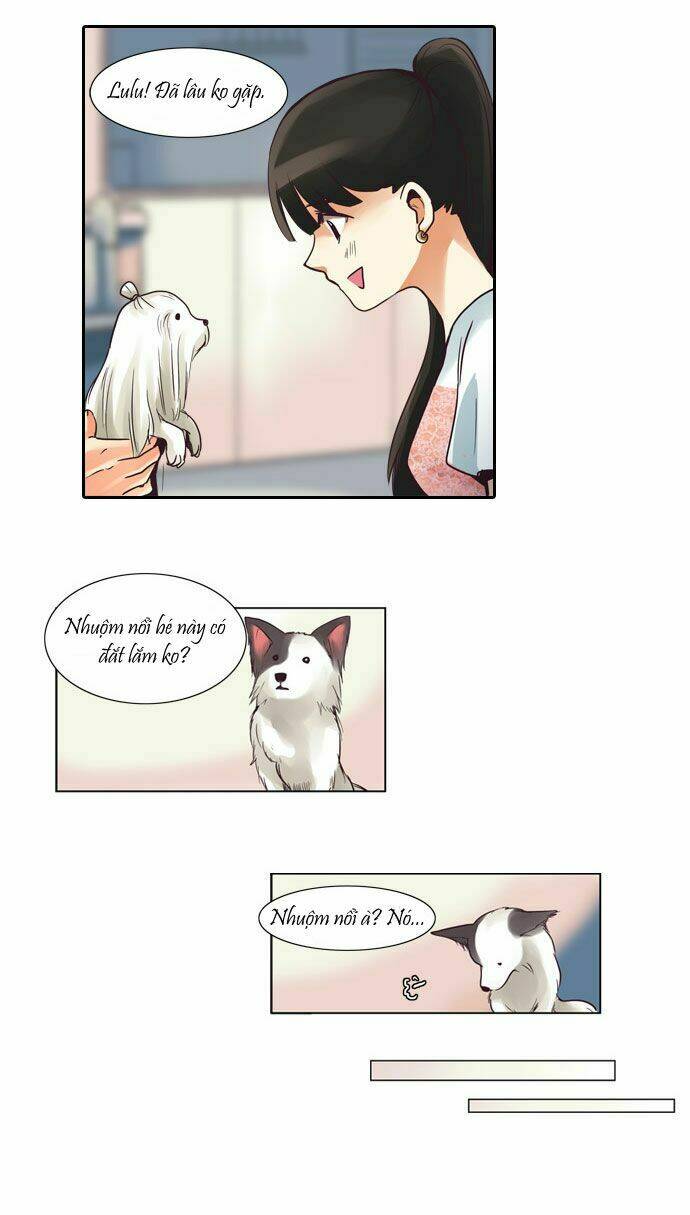 Lulu! Đã lâu ko gặp.
Nhuộm nổi bé này có
đắt lắm ko?
Nhuộm nổi à? Nó...